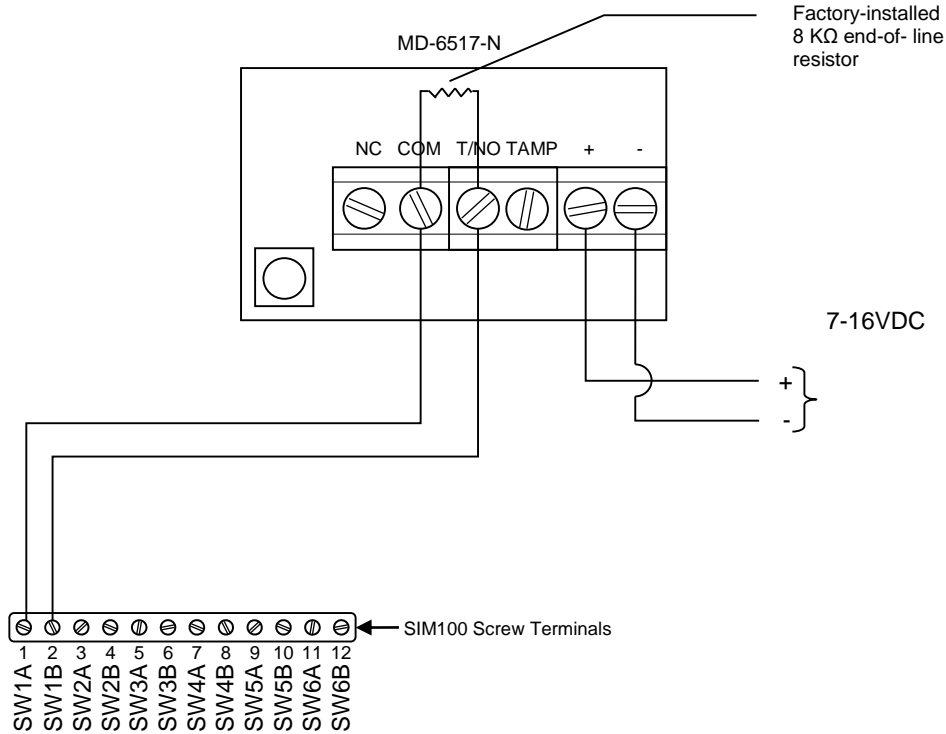 Factory-installed
8 KΩ end-of- line
resistor
MD-6517-N
NC COM T/NO TAMP + -
7-16VDC
+
-
SIM100 Screw Terminals
1 2 3 4 5 6 7 8 9 10 11 12
SW1A SW1B SW2A SW2B SW3A SW3B SW4A SW4B SW5A SW5B SW6A SW6B